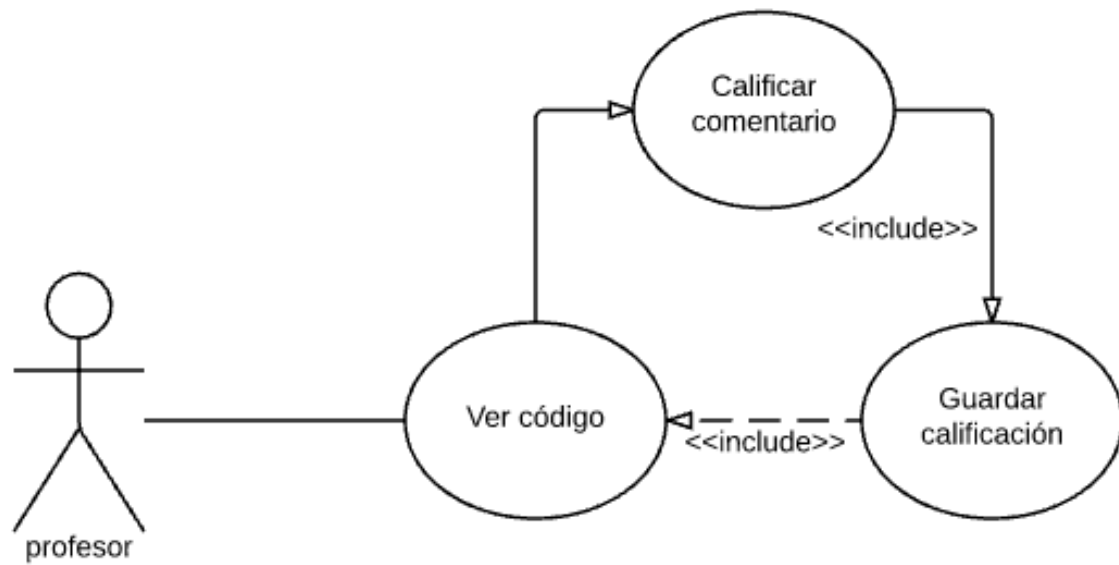 Calificar
comentario
<<include>>
Ver código
Guardar
calificación
<<include>>
profesor